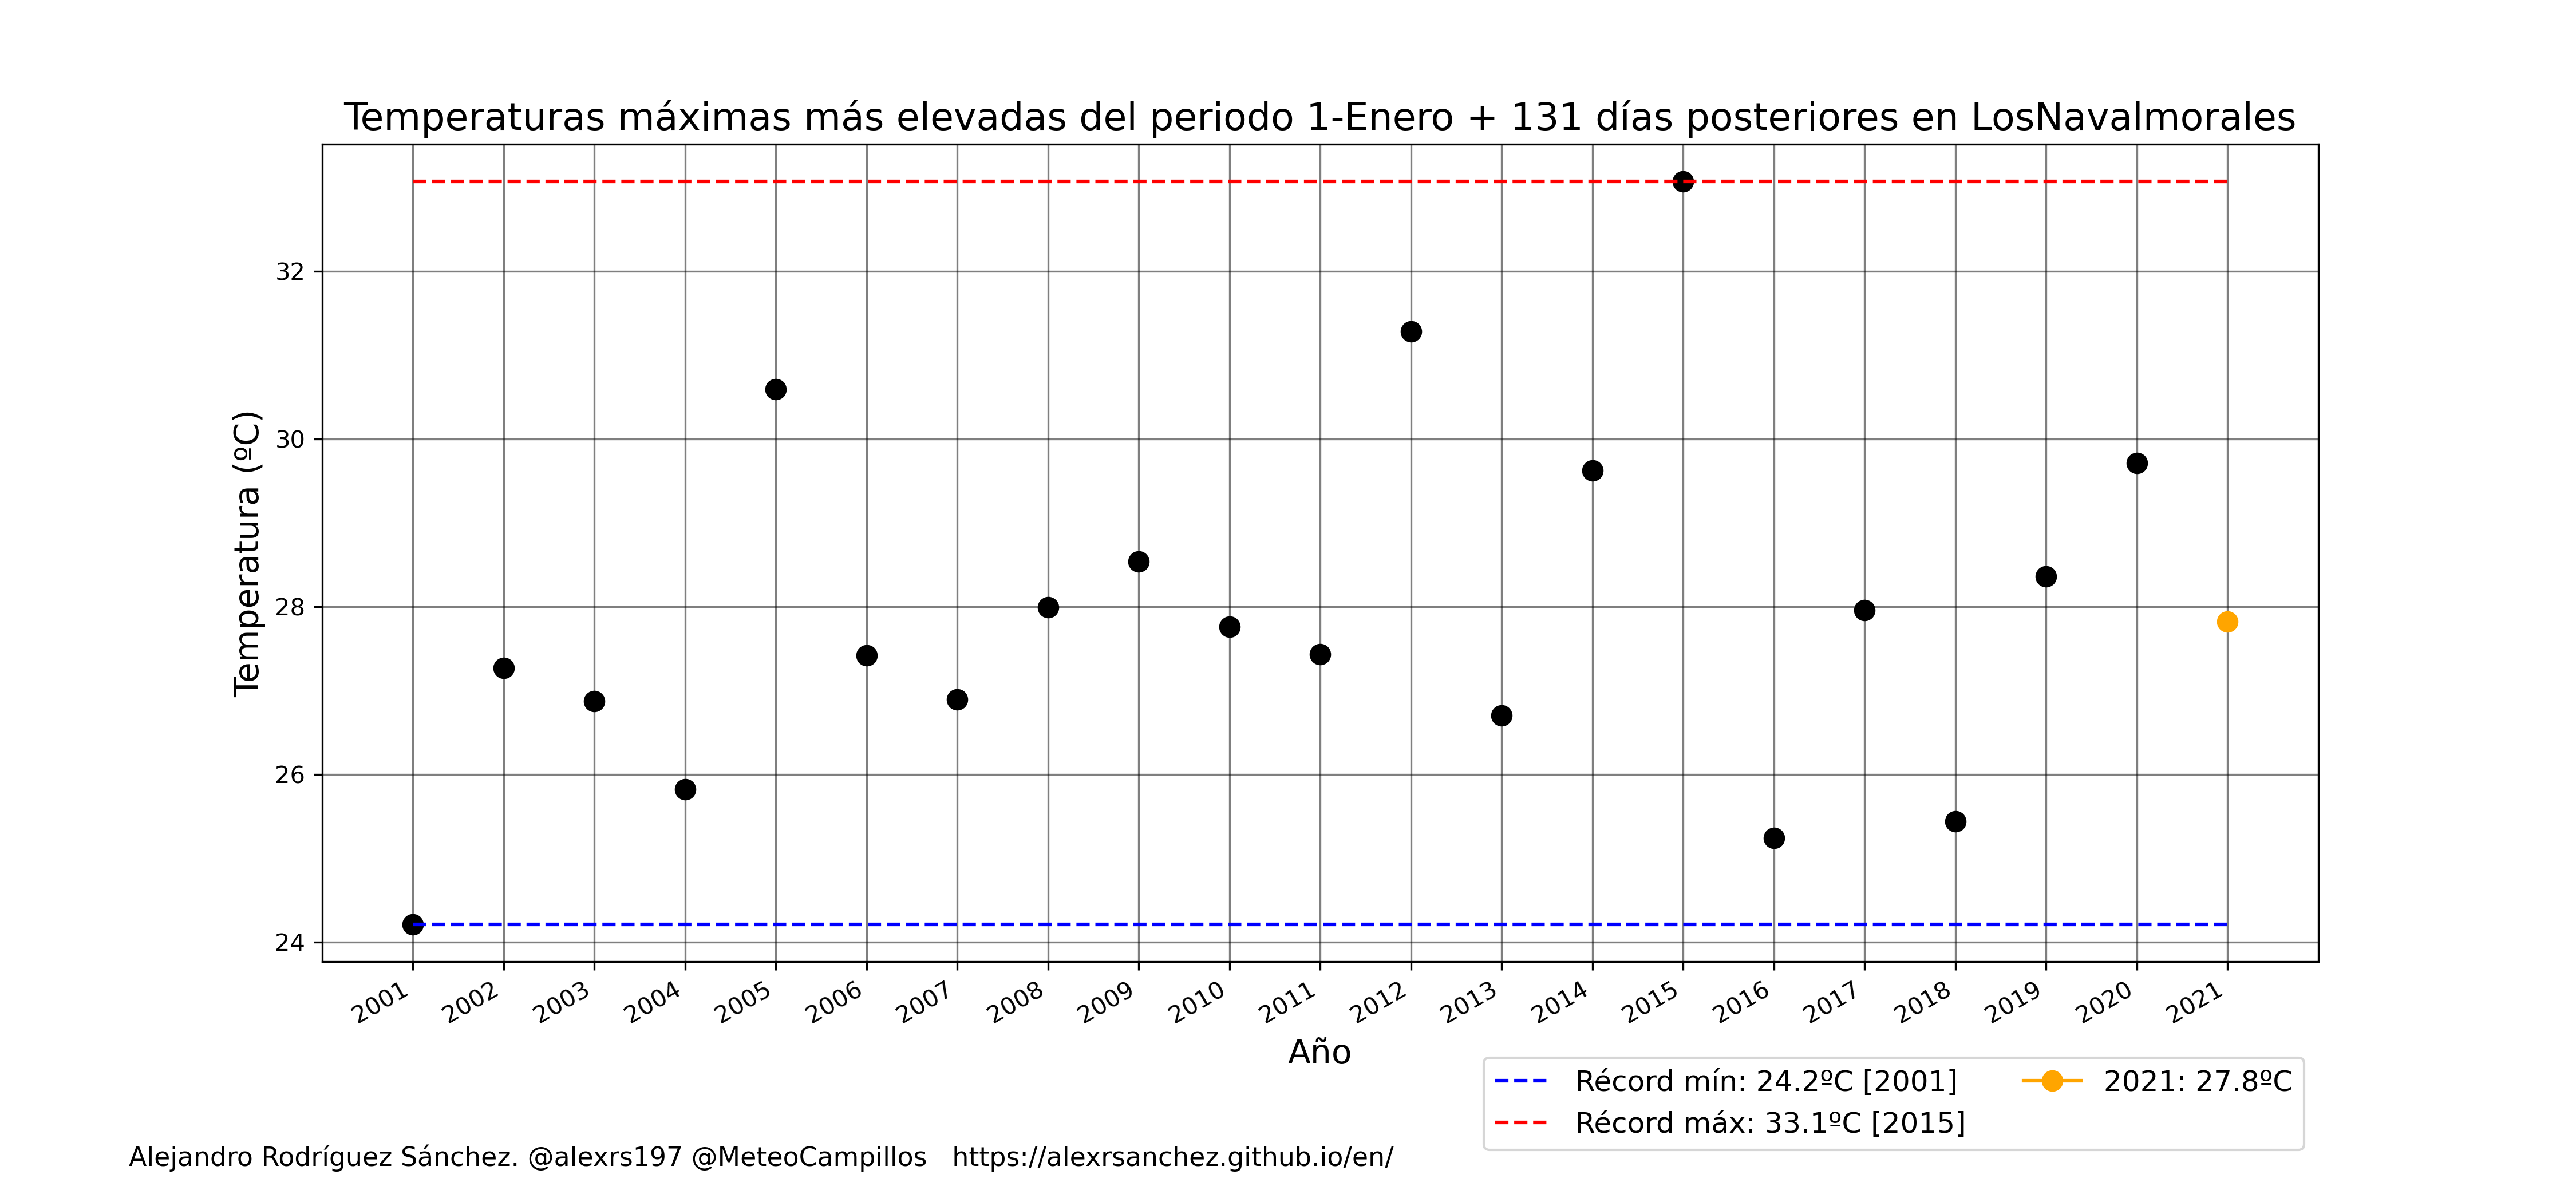 Temperaturas máximas más elevadas del periodo 1-Enero + 131 días posteriores en LosNavalmorales
Temperatura (ºC)
32
30
28
26
24
2001 2002 2003 2004 2005 2006 2007 2008 2009 2010 2011 2012 2013 2014 2015 2016 2017 2018 2019 2020 2021
Año
Récord mín: 24.2ºC [2001]
Récord máx: 33.1ºC [2015]
2021: 27.8ºC
Alejandro Rodríguez Sánchez. @alexrs197 @MeteoCampillos https://alexrsanchez.github.io/en/